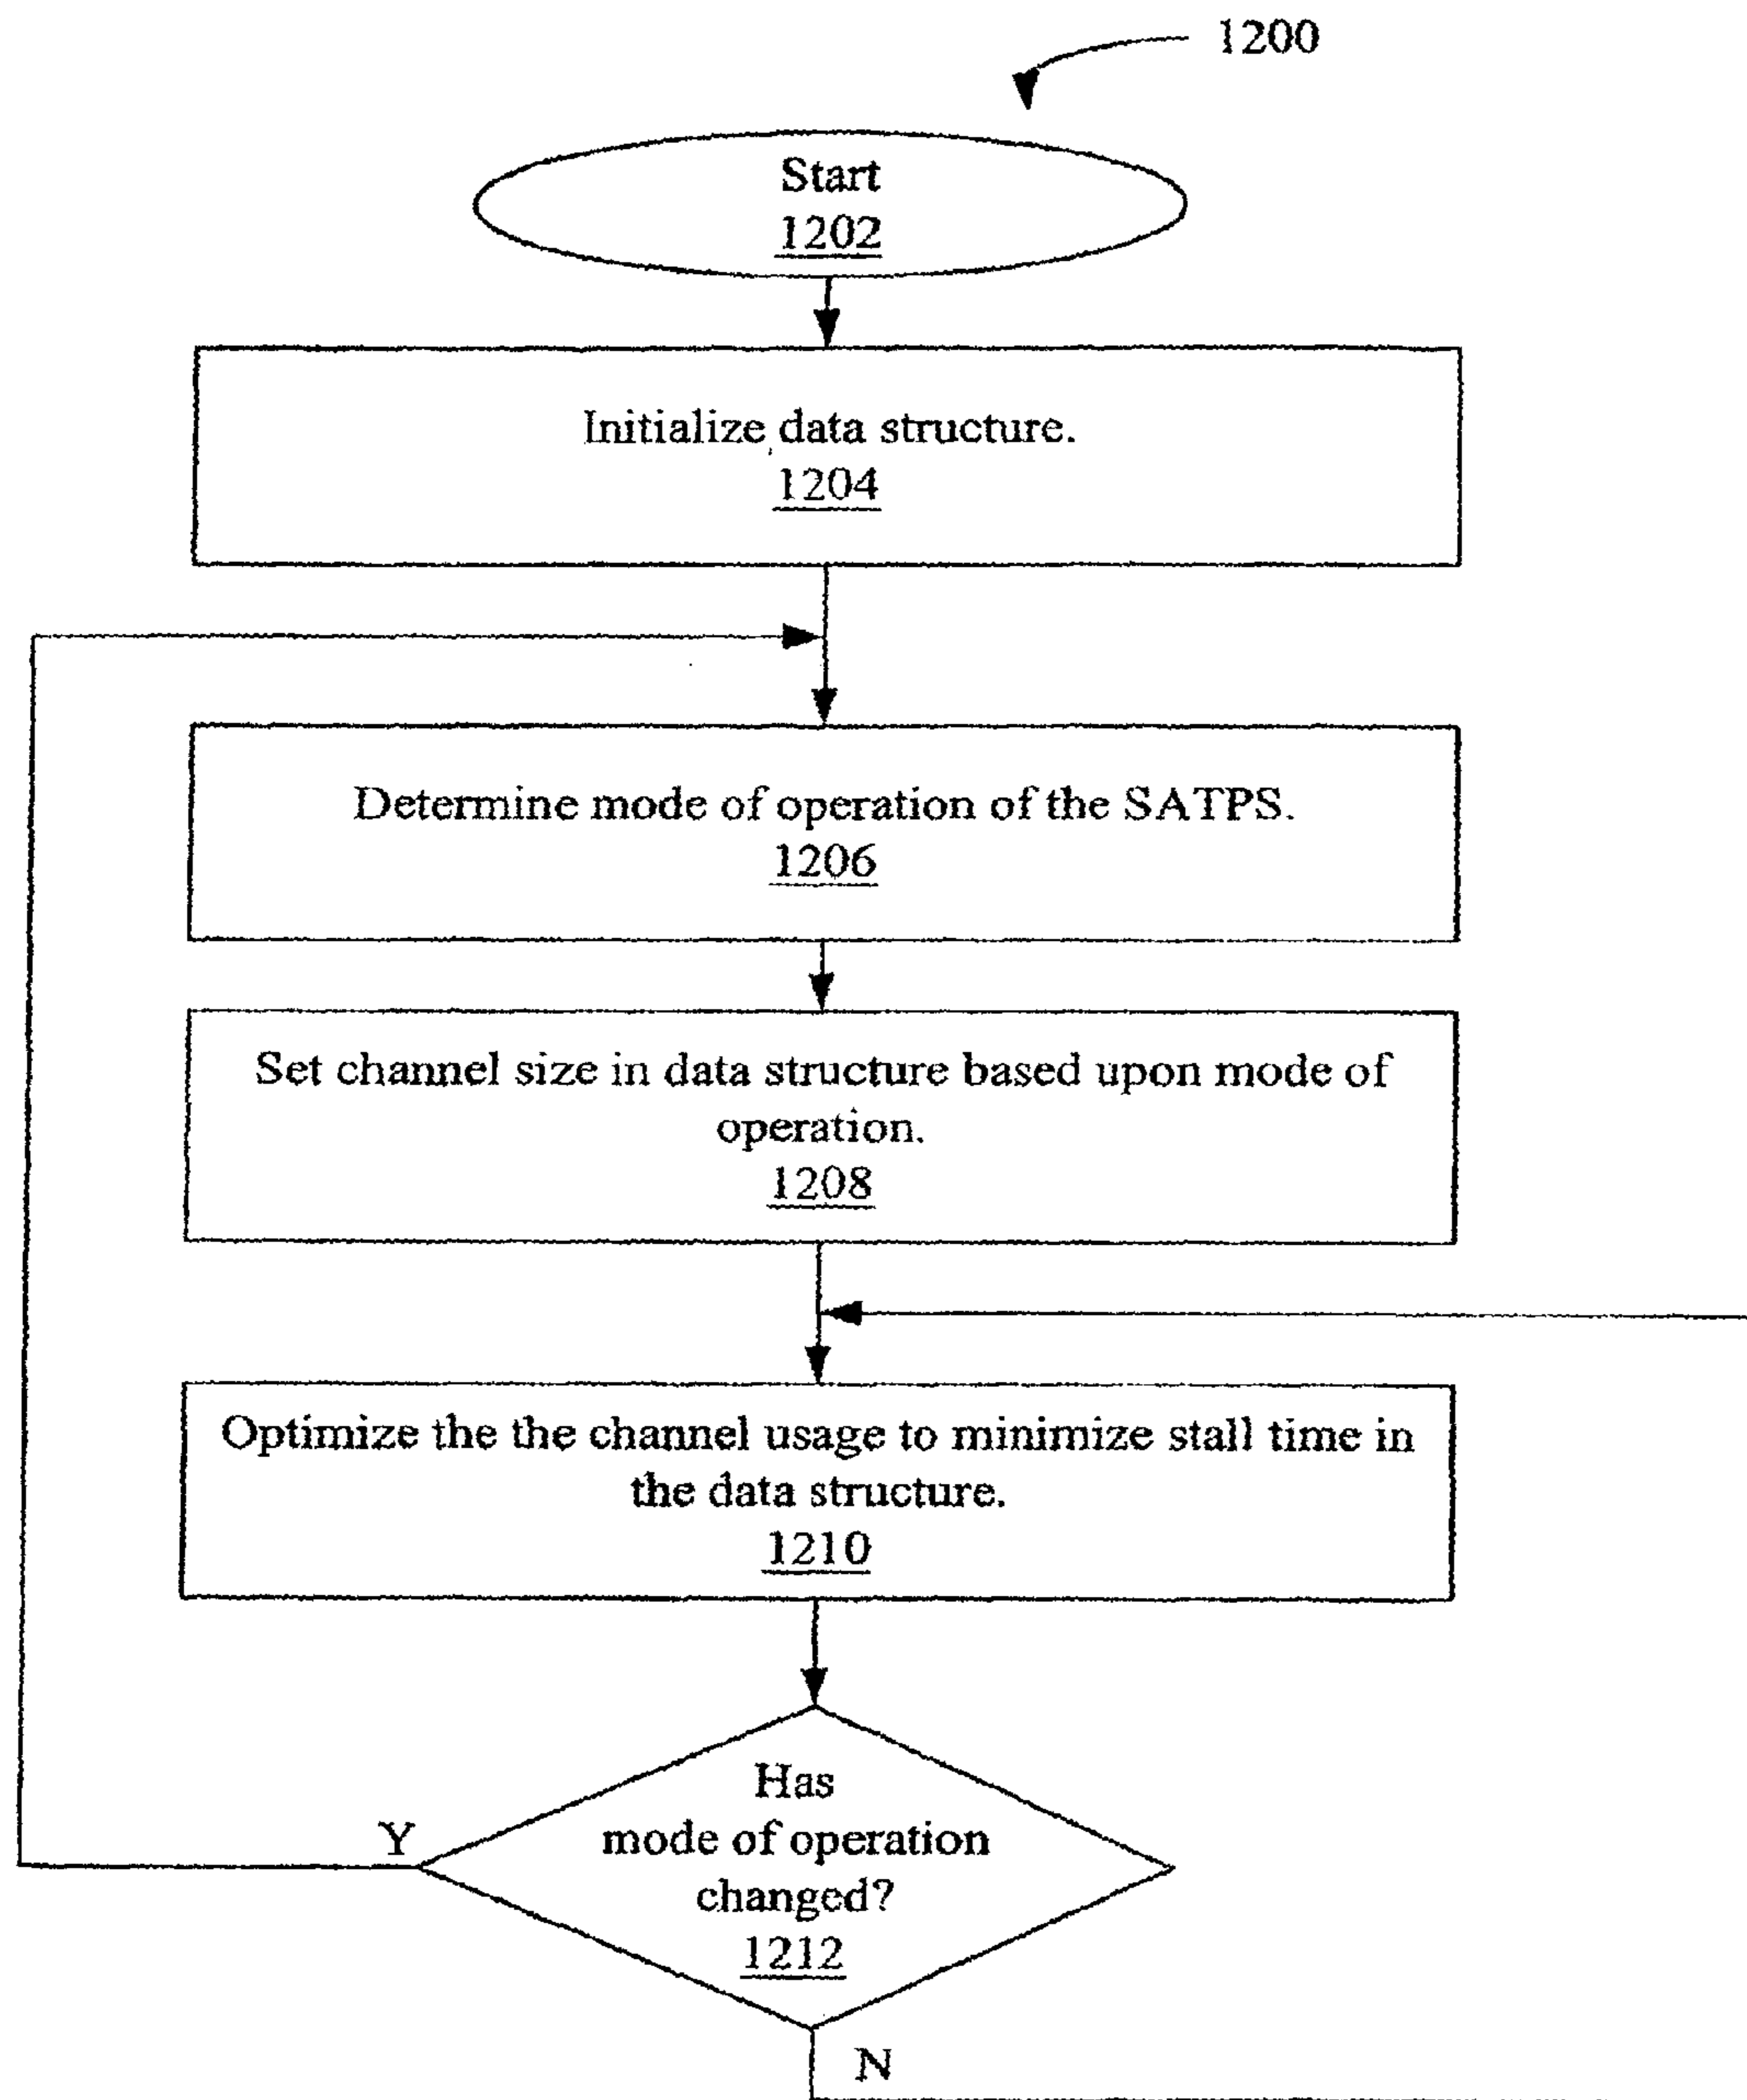 1200
Start
1202
Initialize data structure.
1204
Determine mode of operation of the SATPS.
1206
Set channel size in data structure based upon mode of
operation.
1208
Optimize the the channel usage to minimize stall time in
the data structure.
1210
Has
mode of operation
changed?
1212
Y
N